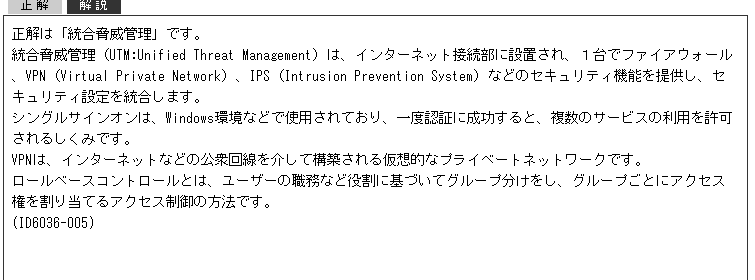 正解 解説
正解は「統合脅威管理」です。
統合脅威管理（UTM:Unified Threat Management）は、インターネット接続部に設置され、１台でファイアウォール
、VPN（Virtual Private Network）、IPS（Intrusion Prevention System）などのセキュリティ機能を提供し、セ
キュリティ設定を統合します。
シングルサインオンは、Windows環境などで使用されており、一度認証に成功すると、複数のサービスの利用を許可
されるしくみです。
VPNは、インターネットなどの公衆回線を介して構築される仮想的なプライベートネットワークです。
ロールベースコントロールとは、ユーザーの職務など役割に基づいてグループ分けをし、グループごとにアクセス
権を割り当てるアクセス制御の方法です。
(ID6036-005)